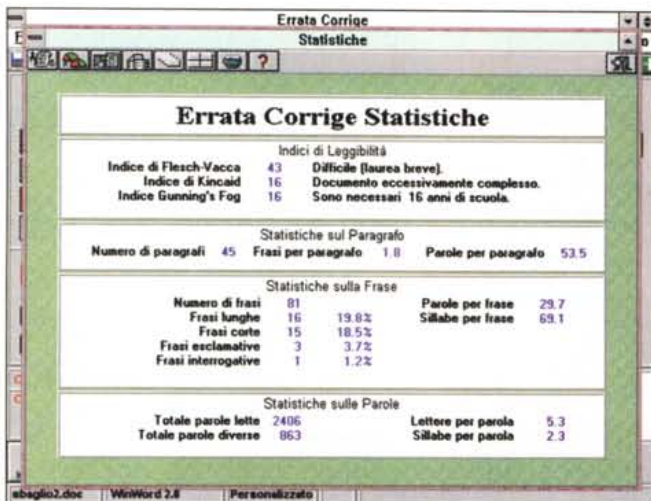 Errata Corrige
Statistiche
?
Errata Corrige Statistiche
Indici di Leggibilità
Indice di Flesch-Vacca 43 Difficile (laurea breve).
Indice di Kincaid 16 Documento eccessivamente complesso.
Indice Gunning's Fog 16 Sono necessari 16 anni di scuola.
Statistiche sul Paragrafo
Numero di paragrafi 45 Frasi per paragrafo 1.8 Parole per paragrafo 53.5
Statistiche sulla Frase
Numero di frasi 81 Parole per frase 29.7
Frasi lunghe 16 19.8% Sillabe per frase 69.1
Frasi corte 15 18.5%
Frasi esclamative 3 3.7%
Frasi interrogative 1 1.2%
Statistiche sulle Parole
Totale parole lette 2406 Lettere per parola 5.3
Totale parole diverse 863 Sillabe per parola 2.3
sbaglio2.doc WinWord 2.0 Personalizzato